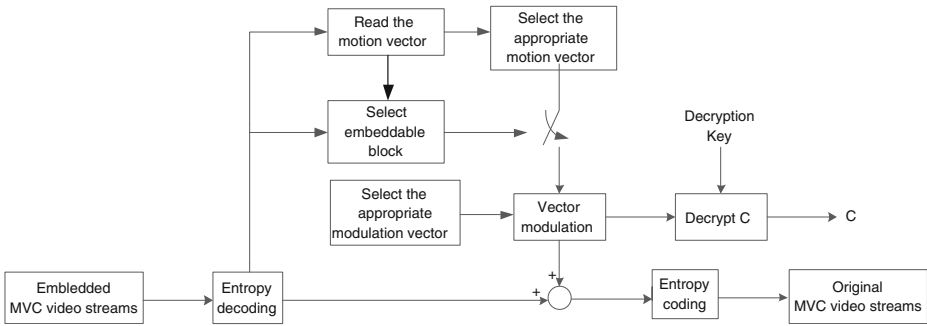 Read the
motion vector
Select the
appropriate
motion vector
Select
embeddable
block
Decryption
Key
Select the
appropriate
modulation vector
Vector
modulation
Decrypt C
C
+
+
Embledded
MVC video streams
Entropy
decoding
Entropy
coding
Original
MVC video streams